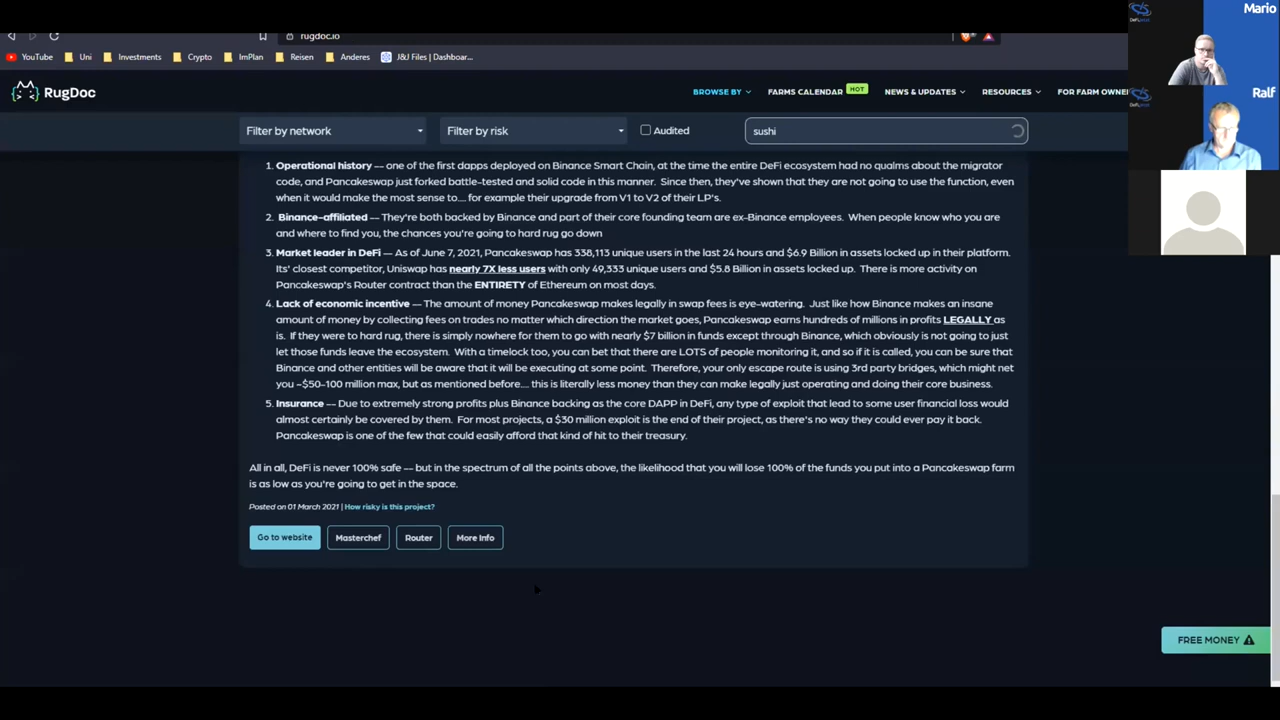 Mario
Ralf
rugdoc.io
YouTube Uni Investments Crypto ImPlan Reisen Anderes J&J Files | Dashboar...
RugDoc BROWSE BY FARMS CALENDAR HOT NEWS & UPDATES RESOURCES FOR FARM OWNE
Filter by network Filter by risk Audited sushi
1. Operational history -- one of the first dapps deployed on Binance Smart Chain, at the time the entire DeFi ecosystem had no qualms about the migrator
code, and Pancakeswap just forked battle-tested and solid code in this manner. Since then, they've shown that they are not going to use the function, even
when it would make the most sense to.... for example their upgrade from V1 to V2 of their LP's.
2. Binance-affiliated -- They're both backed by Binance and part of their core founding team are ex-Binance employees. When people know who you are
and where to find you, the chances you're going to hard rug go down
3. Market leader in DeFi -- As of June 7, 2021, Pancakeswap has 338,113 unique users in the last 24 hours and $6.9 Billion in assets locked up in their platform.
Its' closest competitor, Uniswap has nearly 7X less users with only 49,333 unique users and $5.8 Billion in assets locked up. There is more activity on
Pancakeswap's Router contract than the ENTIRETY of Ethereum on most days.
4. Lack of economic incentive -- The amount of money Pancakeswap makes legally in swap fees is eye-watering. Just like how Binance makes an insane
amount of money by collecting fees on trades no matter which direction the market goes, Pancakeswap earns hundreds of millions in profits LEGALLY as
is. If they were to hard rug, there is simply nowhere for them to go with nearly $7 billion in funds except through Binance, which obviously is not going to just
let those funds leave the ecosystem. With a timelock too, you can bet that there are LOTS of people monitoring it, and so if it is called, you can be sure that
Binance and other entities will be aware that it will be executing at some point. Therefore, your only escape route is using 3rd party bridges, which might net
you ~$50-100 million max, but as mentioned before.... this is literally less money than they can make legally just operating and doing their core business.
5. Insurance -- Due to extremely strong profits plus Binance backing as the core DAPP in DeFi, any type of exploit that lead to some user financial loss would
almost certainly be covered by them. For most projects, a $30 million exploit is the end of their project, as there's no way they could ever pay it back.
Pancakeswap is one of the few that could easily afford that kind of hit to their treasury.
All in all, DeFi is never 100% safe -- but in the spectrum of all the points above, the likelihood that you will lose 100% of the funds you put into a Pancakeswap farm
is as low as you're going to get in the space.
Posted on 01 March 2021 | How risky is this project?
Go to website Masterchef Router More Info
FREE MONEY